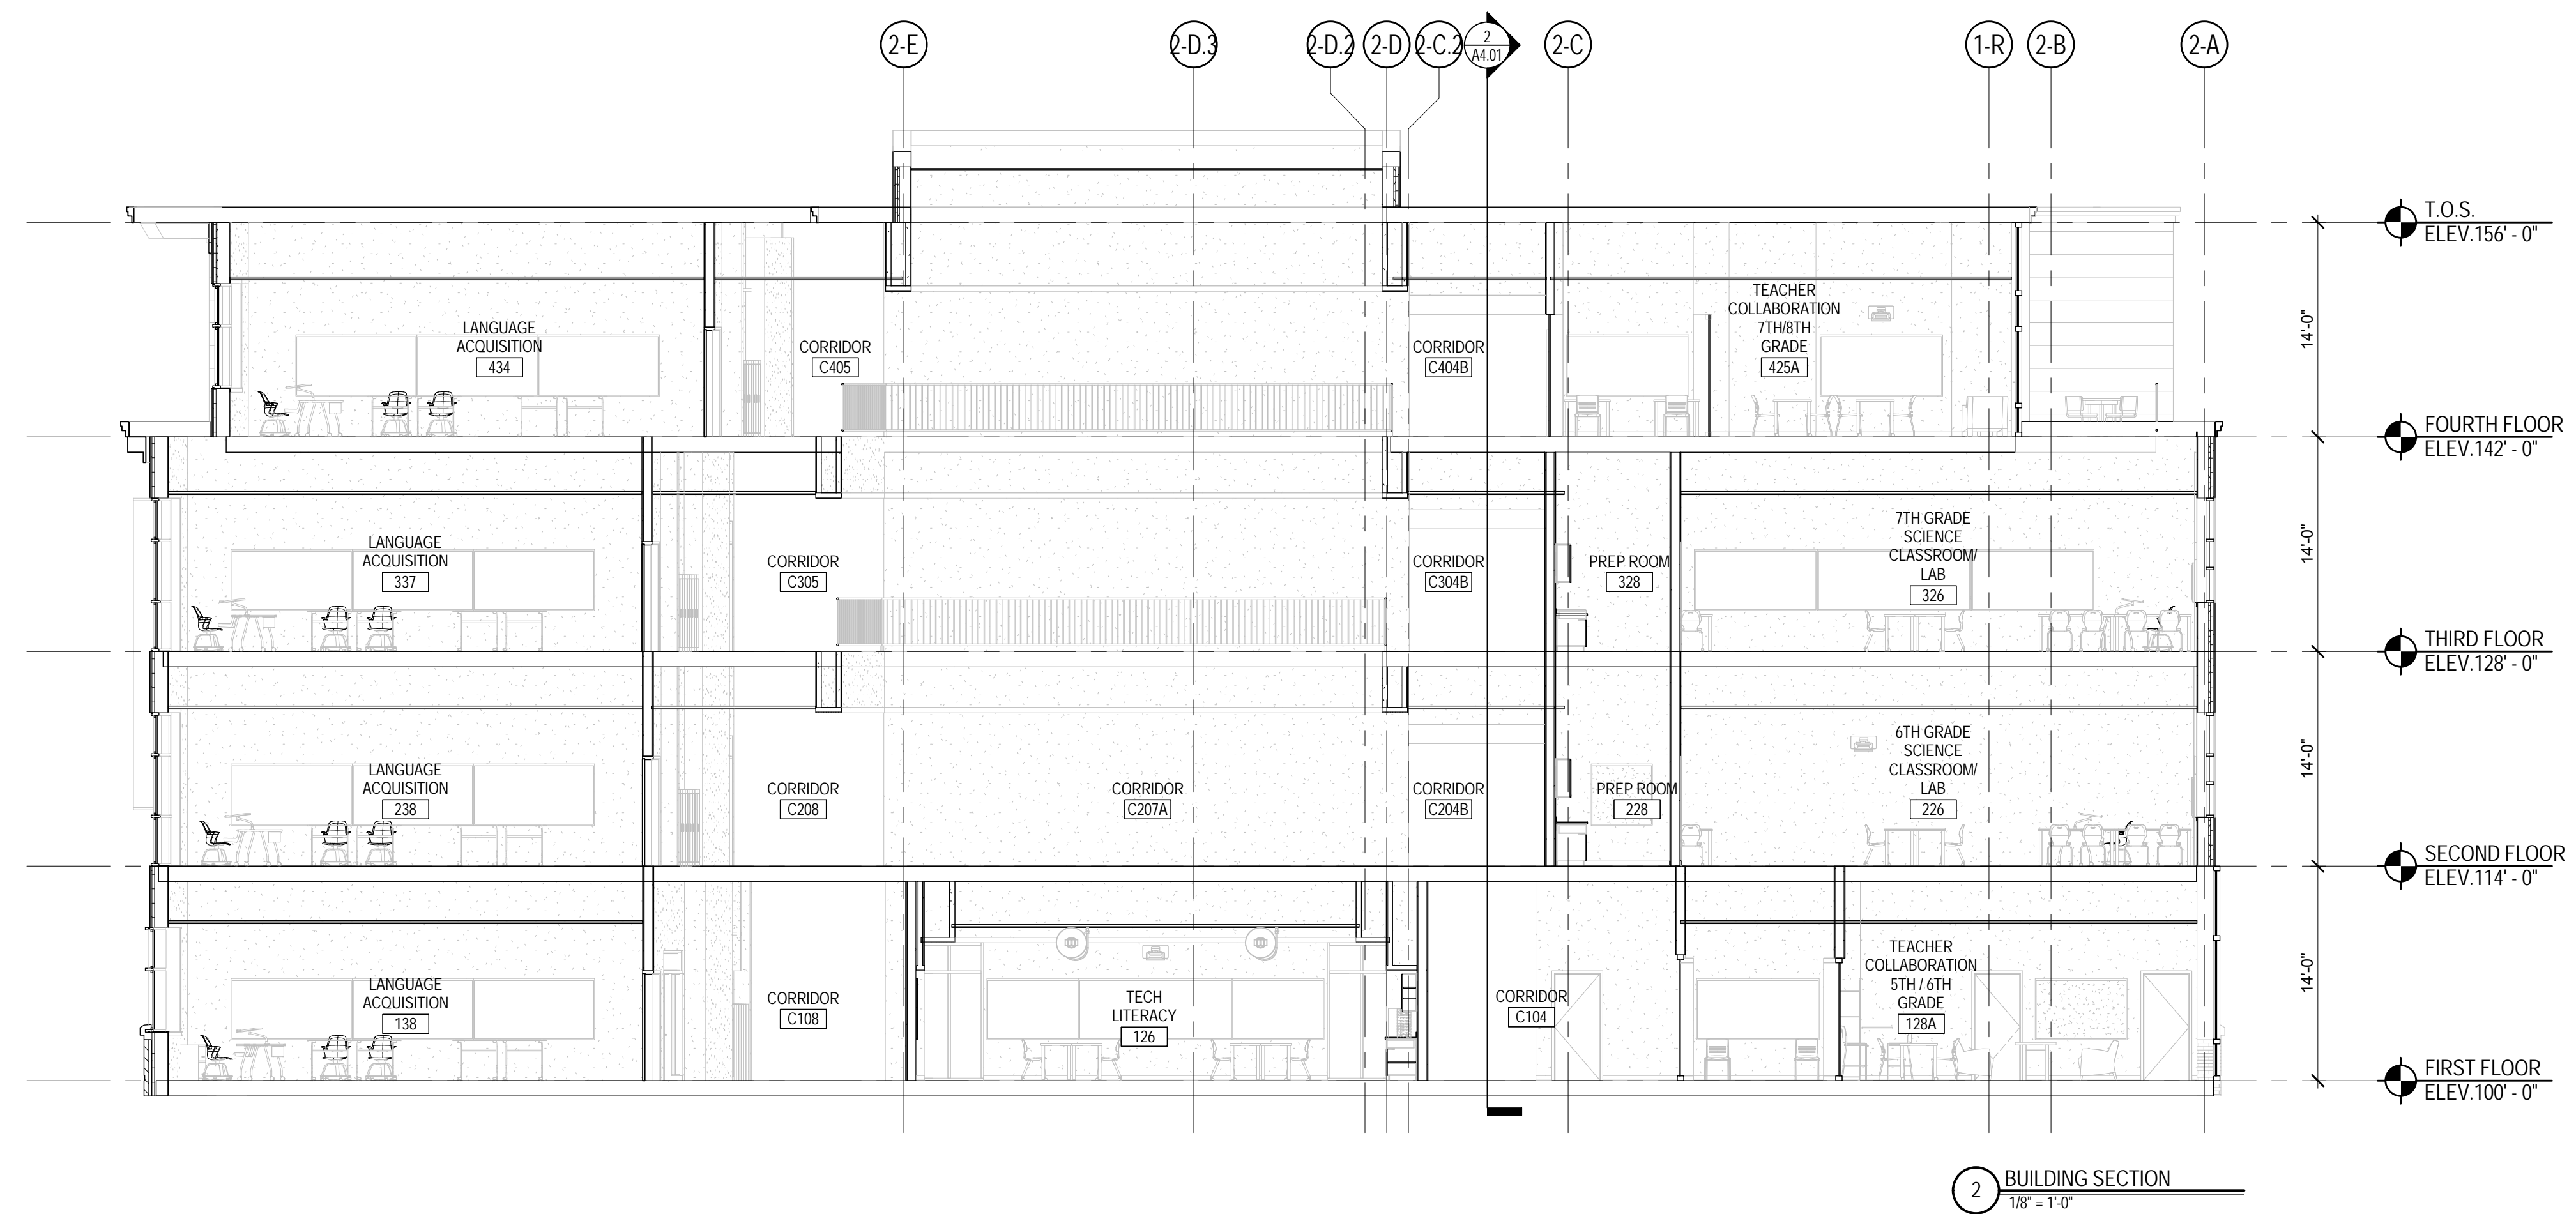 2-E
2-D.3
2-D.2
2-D
2-C.2
2
A4.01
2-C
1-R
2-B
2-A
T.O.S.
ELEV.156' - 0"
14'-0"
LANGUAGE
ACQUISITION
434
CORRIDOR
C405
CORRIDOR
C404B
TEACHER
COLLABORATION
7TH/8TH
GRADE
425A
FOURTH FLOOR
ELEV.142' - 0"
14'-0"
LANGUAGE
ACQUISITION
337
CORRIDOR
C305
CORRIDOR
C304B
PREP ROOM
328
7TH GRADE
SCIENCE
CLASSROOM/
LAB
326
THIRD FLOOR
ELEV.128' - 0"
14'-0"
LANGUAGE
ACQUISITION
238
CORRIDOR
C208
CORRIDOR
C207A
CORRIDOR
C204B
PREP ROOM
228
6TH GRADE
SCIENCE
CLASSROOM/
LAB
226
SECOND FLOOR
ELEV.114' - 0"
14'-0"
LANGUAGE
ACQUISITION
138
CORRIDOR
C108
TECH
LITERACY
126
CORRIDOR
C104
TEACHER
COLLABORATION
5TH / 6TH
GRADE
128A
FIRST FLOOR
ELEV.100' - 0"
2
BUILDING SECTION
1/8" = 1'-0"